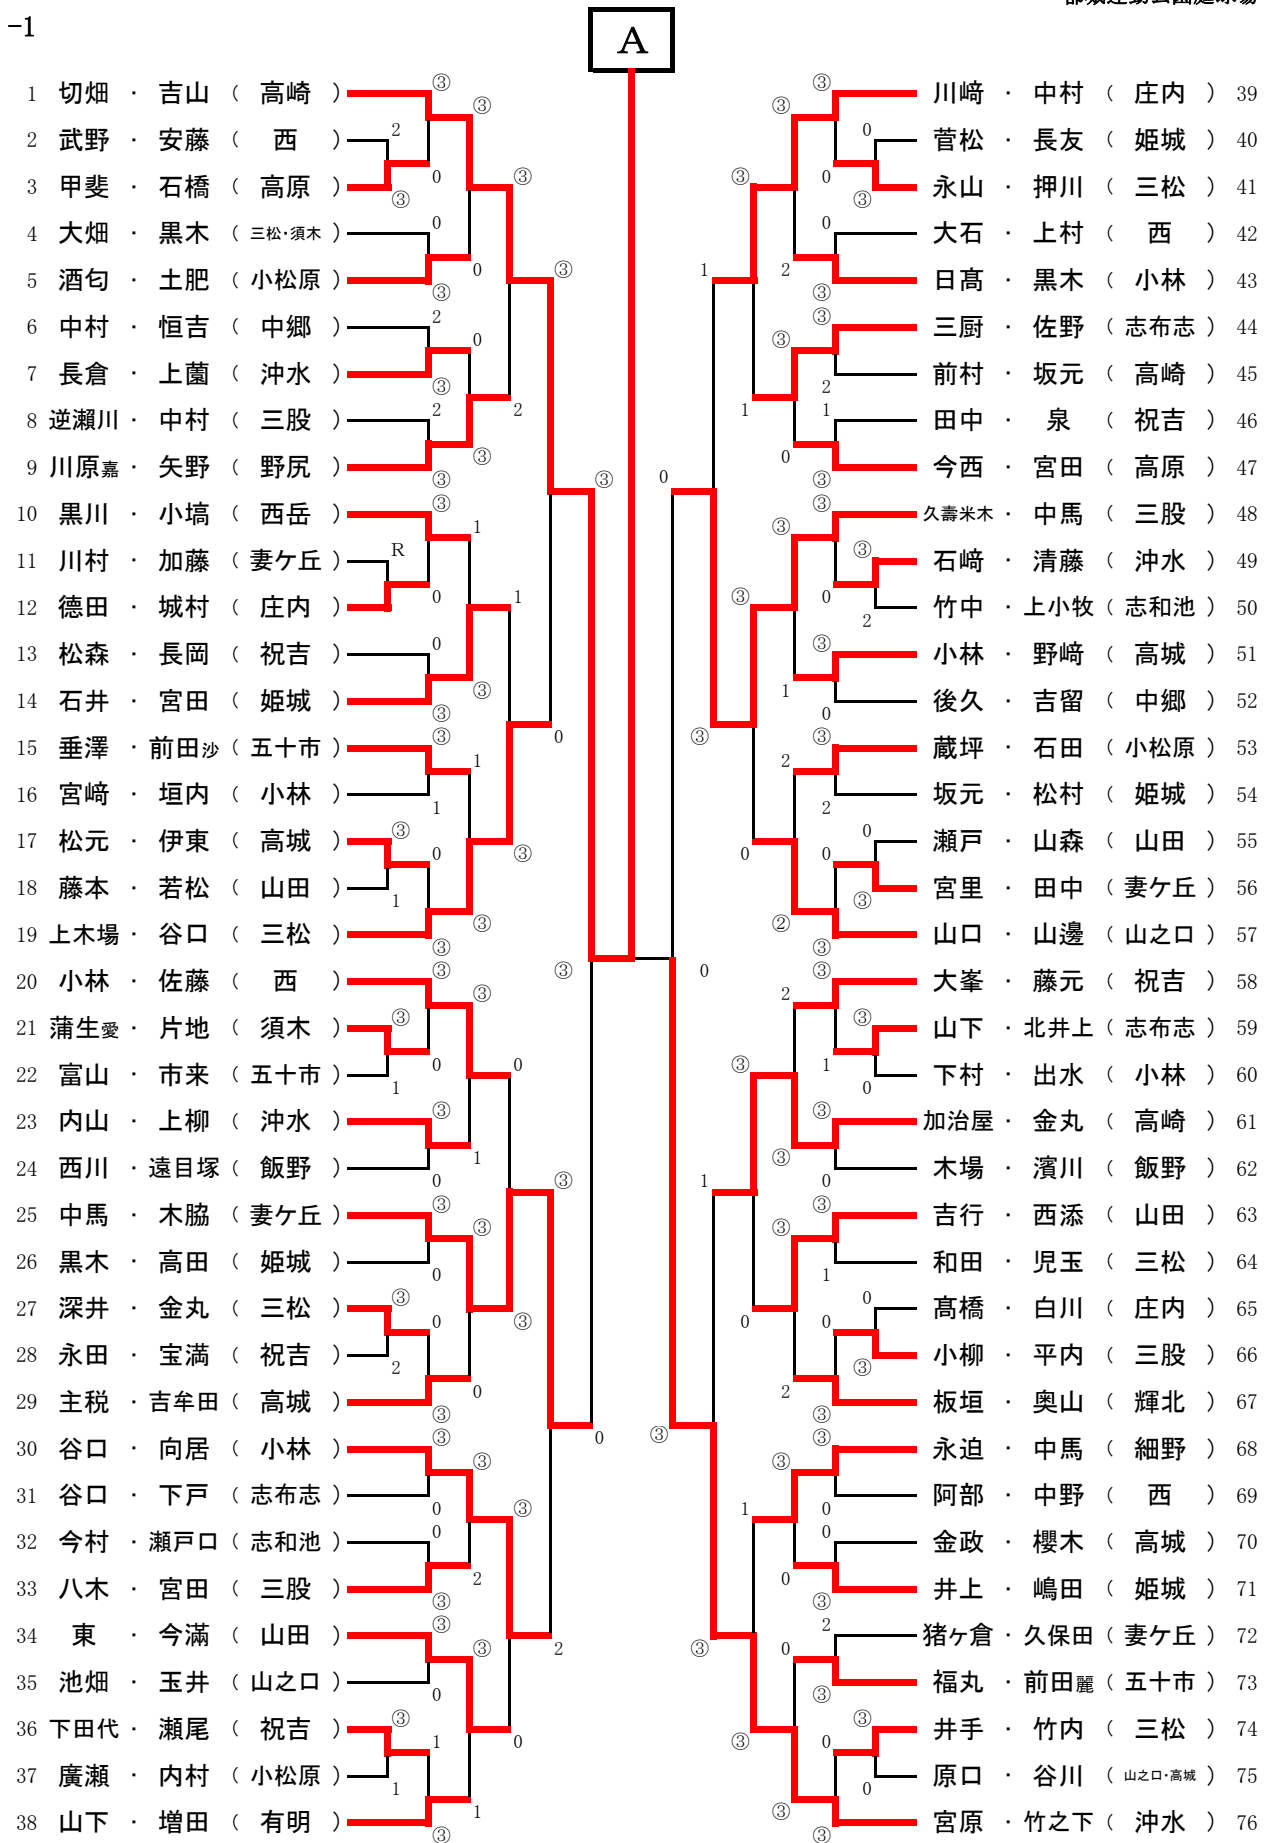 -1
A
1 切畑 ・ 吉山 ( 高崎 )
2 武野 ・ 安藤 ( 西 )
3 甲斐 ・ 石橋 ( 高原 )
4 大畑 ・ 黒木 ( 三松・須木 )
5 酒匂 ・ 土肥 ( 小松原 )
6 中村 ・ 恒吉 ( 中郷 )
7 長倉 ・ 上薗 ( 沖水 )
8 逆瀬川 ・ 中村 ( 三股 )
9 川原嘉 ・ 矢野 ( 野尻 )
10 黒川 ・ 小塙 ( 西岳 )
11 川村 ・ 加藤 ( 妻ケ丘 )
12 德田 ・ 城村 ( 庄内 )
13 松森 ・ 長岡 ( 祝吉 )
14 石井 ・ 宮田 ( 姫城 )
15 垂澤 ・ 前田沙 ( 五十市 )
16 宮﨑 ・ 垣内 ( 小林 )
17 松元 ・ 伊東 ( 高城 )
18 藤本 ・ 若松 ( 山田 )
19 上木場 ・ 谷口 ( 三松 )
20 小林 ・ 佐藤 ( 西 )
21 蒲生愛 ・ 片地 ( 須木 )
22 富山 ・ 市来 ( 五十市 )
23 内山 ・ 上柳 ( 沖水 )
24 西川 ・ 遠目塚 ( 飯野 )
25 中馬 ・ 木脇 ( 妻ケ丘 )
26 黒木 ・ 高田 ( 姫城 )
27 深井 ・ 金丸 ( 三松 )
28 永田 ・ 宝満 ( 祝吉 )
29 主税 ・ 吉牟田 ( 高城 )
30 谷口 ・ 向居 ( 小林 )
31 谷口 ・ 下戸 ( 志布志 )
32 今村 ・ 瀬戸口 ( 志和池 )
33 八木 ・ 宮田 ( 三股 )
34 東 ・ 今滿 ( 山田 )
35 池畑 ・ 玉井 ( 山之口 )
36 下田代 ・ 瀬尾 ( 祝吉 )
37 廣瀬 ・ 内村 ( 小松原 )
38 山下 ・ 増田 ( 有明 )
川﨑 ・ 中村 ( 庄内 ) 39
菅松 ・ 長友 ( 姫城 ) 40
永山 ・ 押川 ( 三松 ) 41
大石 ・ 上村 ( 西 ) 42
日髙 ・ 黒木 ( 小林 ) 43
三厨 ・ 佐野 ( 志布志 ) 44
前村 ・ 坂元 ( 高崎 ) 45
田中 ・ 泉 ( 祝吉 ) 46
今西 ・ 宮田 ( 高原 ) 47
久壽米木 ・ 中馬 ( 三股 ) 48
石﨑 ・ 清藤 ( 沖水 ) 49
竹中 ・ 上小牧 ( 志和池 ) 50
小林 ・ 野﨑 ( 高城 ) 51
後久 ・ 吉留 ( 中郷 ) 52
蔵坪 ・ 石田 ( 小松原 ) 53
坂元 ・ 松村 ( 姫城 ) 54
瀬戸 ・ 山森 ( 山田 ) 55
宮里 ・ 田中 ( 妻ケ丘 ) 56
山口 ・ 山邊 ( 山之口 ) 57
大峯 ・ 藤元 ( 祝吉 ) 58
山下 ・ 北井上 ( 志布志 ) 59
下村 ・ 出水 ( 小林 ) 60
加治屋 ・ 金丸 ( 高崎 ) 61
木場 ・ 濱川 ( 飯野 ) 62
吉行 ・ 西添 ( 山田 ) 63
和田 ・ 児玉 ( 三松 ) 64
髙橋 ・ 白川 ( 庄内 ) 65
小柳 ・ 平内 ( 三股 ) 66
板垣 ・ 奥山 ( 輝北 ) 67
永迫 ・ 中馬 ( 細野 ) 68
阿部 ・ 中野 ( 西 ) 69
金政 ・ 櫻木 ( 高城 ) 70
井上 ・ 嶋田 ( 姫城 ) 71
猪ヶ倉 ・ 久保田 ( 妻ケ丘 ) 72
福丸 ・ 前田麗 ( 五十市 ) 73
井手 ・ 竹内 ( 三松 ) 74
原口 ・ 谷川 ( 山之口・高城 ) 75
宮原 ・ 竹之下 ( 沖水 ) 76